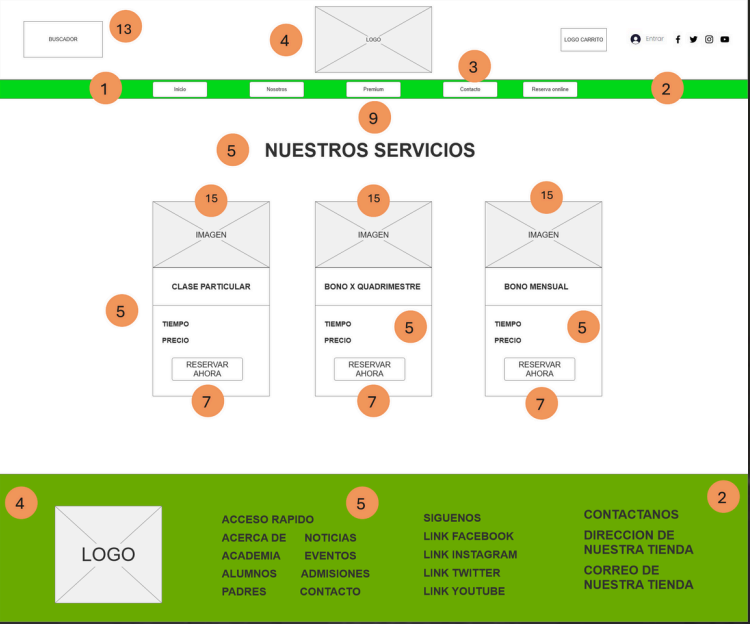 BUSCADOR
13
4
LOGO
LOGO CARRITO
Entrar
3
1
Inicio
Nosotros
Premium
Contacto
Reserva onnline
2
9
5
NUESTROS SERVICIOS
15
15
15
IMAGEN
IMAGEN
IMAGEN
CLASE PARTICULAR
BONO X QUADRIMESTRE
BONO MENSUAL
5
TIEMPO
PRECIO
TIEMPO
PRECIO
5
TIEMPO
PRECIO
5
RESERVAR
AHORA
RESERVAR
AHORA
RESERVAR
AHORA
7
7
7
4
LOGO
5
ACCESO RAPIDO
ACERCA DE NOTICIAS
ACADEMIA EVENTOS
ALUMNOS ADMISIONES
PADRES CONTACTO
SIGUENOS
LINK FACEBOOK
LINK INSTAGRAM
LINK TWITTER
LINK YOUTUBE
2
CONTACTANOS
DIRECCION DE
NUESTRA TIENDA
CORREO DE
NUESTRA TIENDA